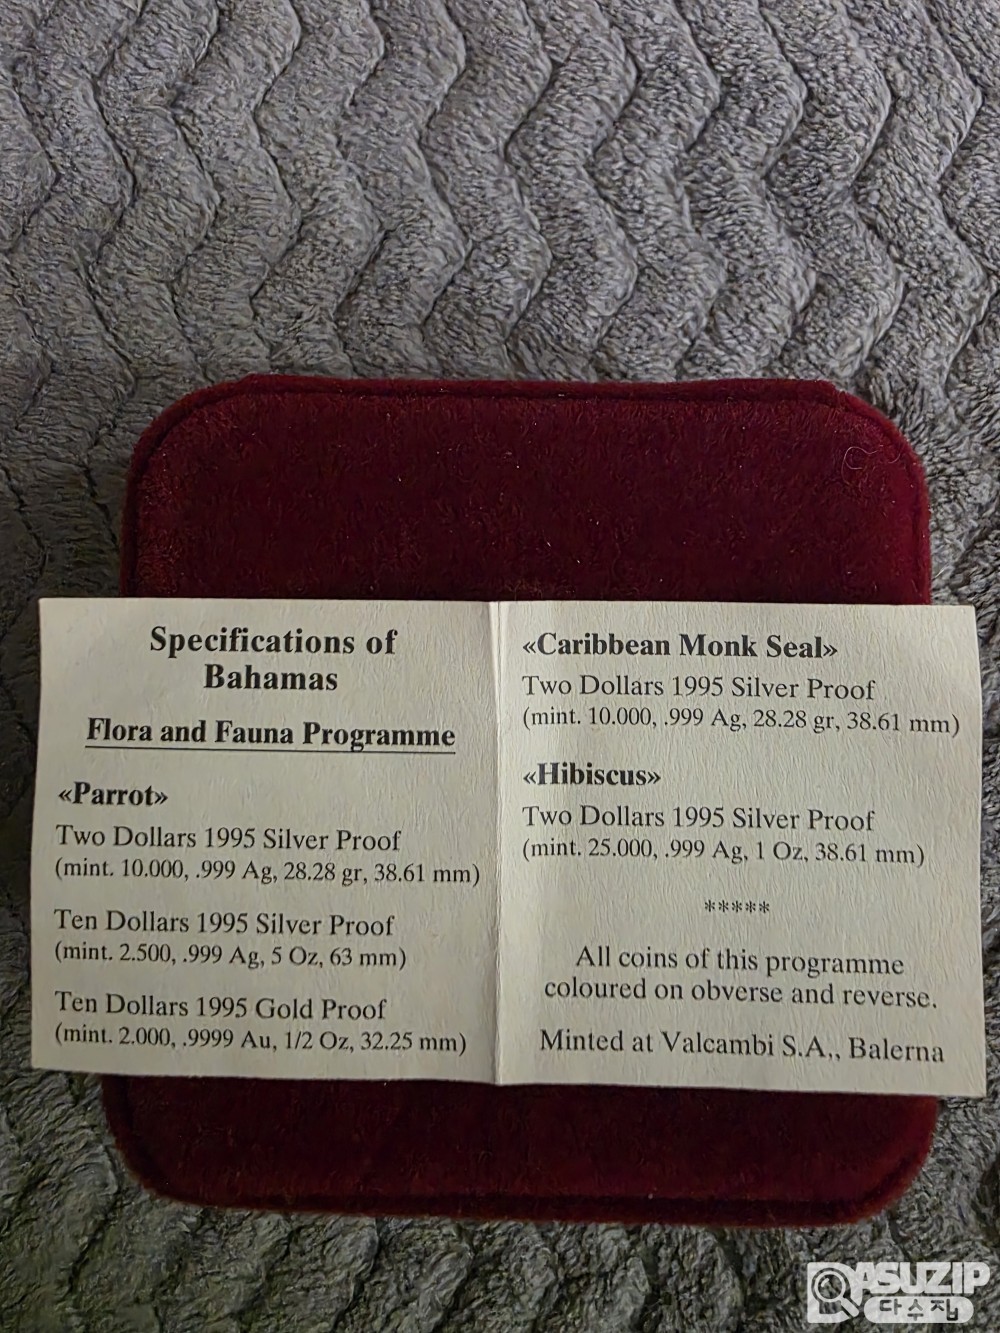 Specifications of
Bahamas
Flora and Fauna Programme
«Parrot»
Two Dollars 1995 Silver Proof
(mint. 10.000, .999 Ag, 28.28 gr, 38.61 mm)
Ten Dollars 1995 Silver Proof
(mint. 2.500, .999 Ag, 5 Oz, 63 mm)
Ten Dollars 1995 Gold Proof
(mint. 2.000, .9999 Au, 1/2 Oz, 32.25 mm)
«Caribbean Monk Seal»
Two Dollars 1995 Silver Proof
(mint. 10.000, .999 Ag, 28.28 gr, 38.61 mm)
«Hibiscus»
Two Dollars 1995 Silver Proof
(mint. 25.000, .999 Ag, 1 Oz, 38.61 mm)
*****
All coins of this programme
coloured on obverse and reverse.
Minted at Valcambi S.A,, Balerna
DASUZIP
다수집